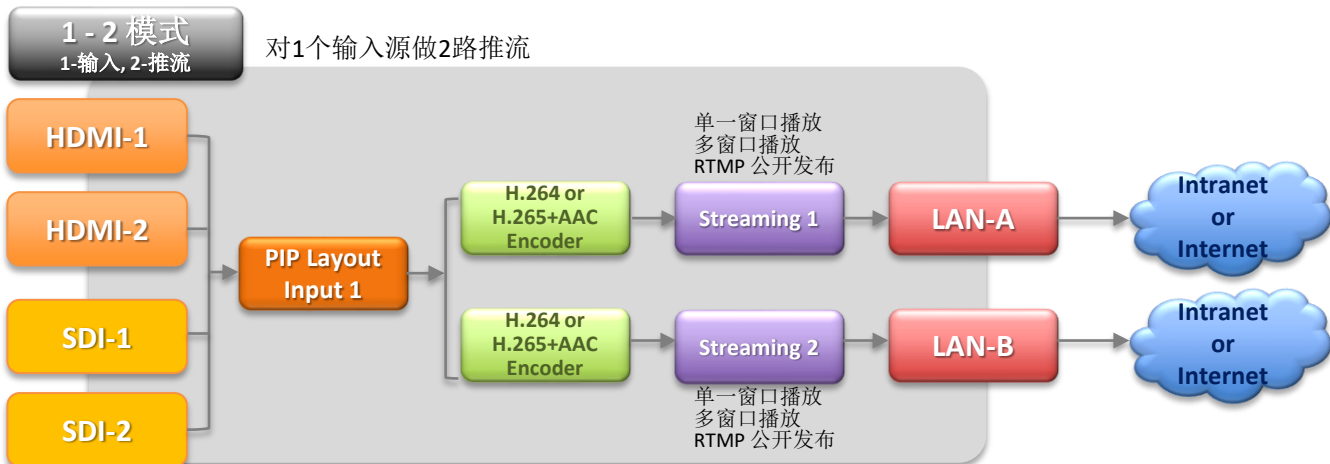 1 - 2 模式
1-输入, 2-推流
对1个输入源做2路推流
HDMI-1
HDMI-2
SDI-1
SDI-2
PIP Layout
Input 1
H.264 or
H.265+AAC
Encoder
单一窗口播放
多窗口播放
RTMP 公开发布
Streaming 1
LAN-A
Intranet
or
Internet
H.264 or
H.265+AAC
Encoder
Streaming 2
单一窗口播放
多窗口播放
RTMP 公开发布
LAN-B
Intranet
or
Internet